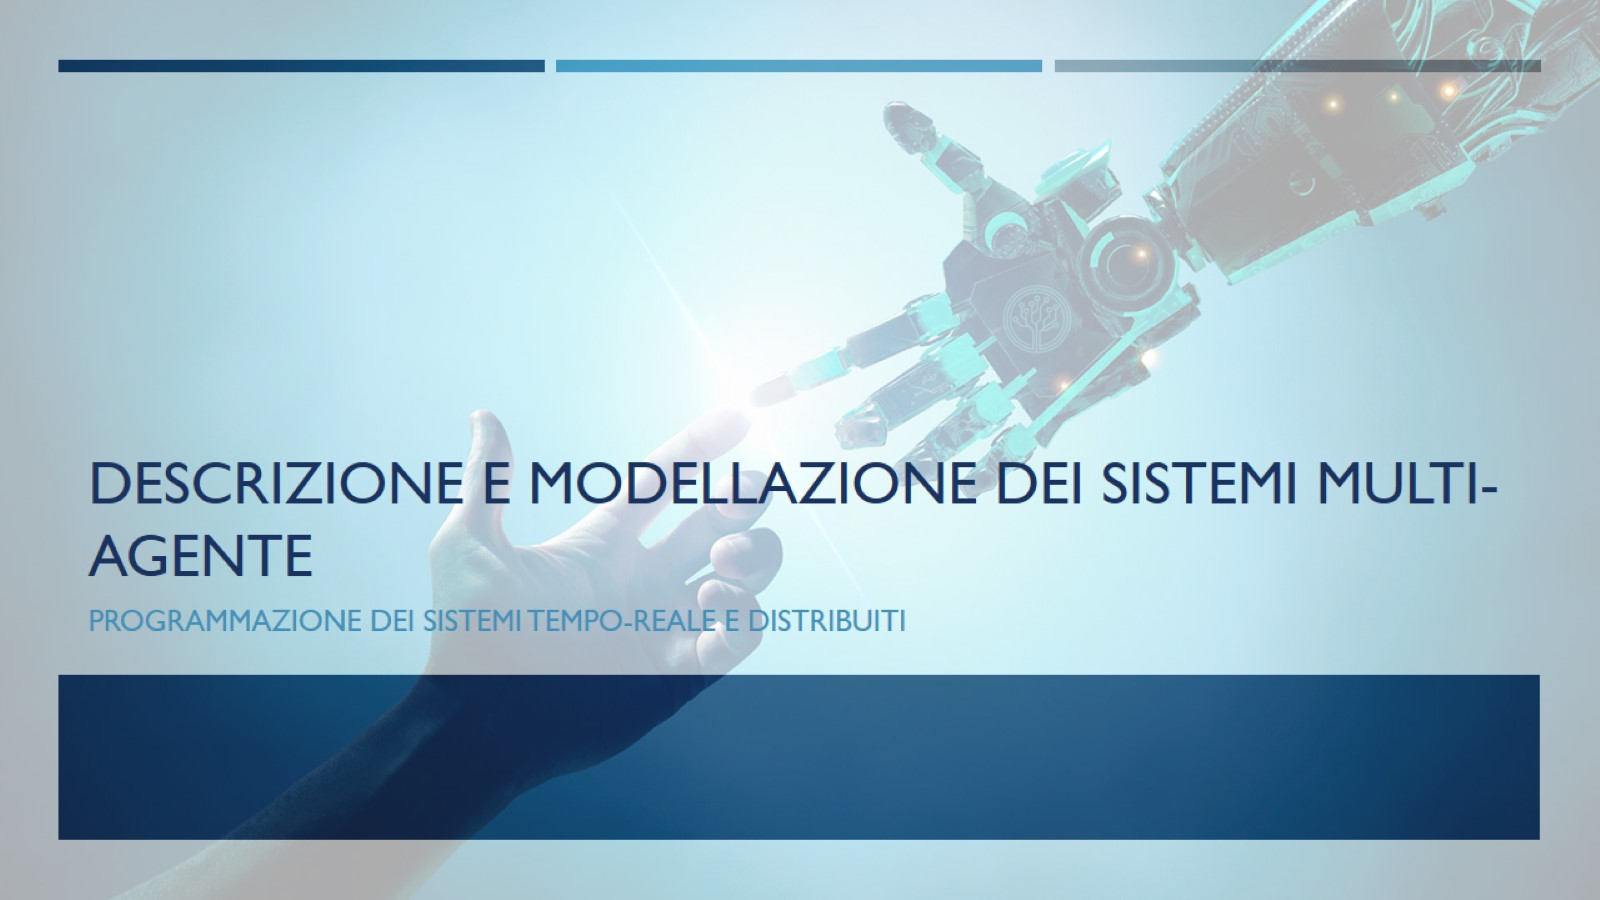 DESCRIZIONE E MODELLAZIONE DEI SISTEMI MULTI-
AGENTE
PROGRAMMAZIONE DEI SISTEMI TEMPO-REALE E DISTRIBUITI